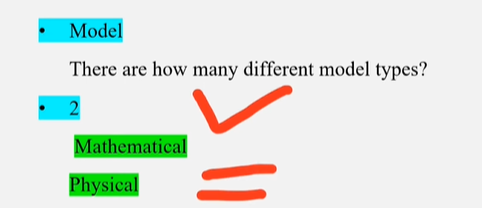 • Model
There are how many different model types?
• 2
Mathematical
Physical